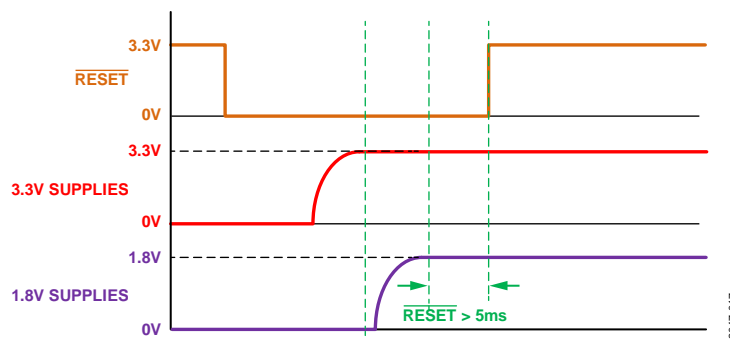 3.3V
RESET
0V
3.3V
3.3V SUPPLIES
0V
1.8V
1.8V SUPPLIES
RESET > 5ms
0V